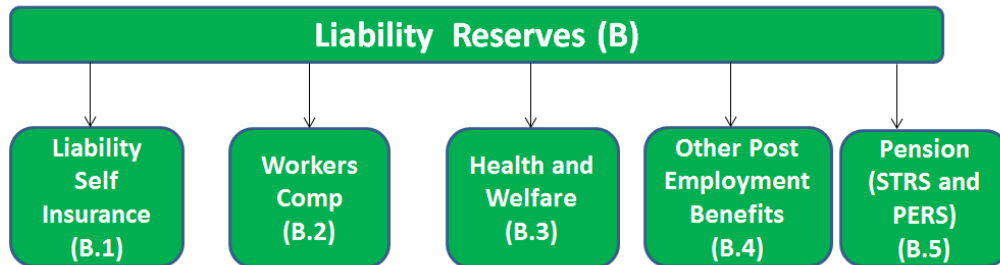 Liability Reserves (B)
Liability
Self
Insurance
(B.1)
Workers
Comp
(B.2)
Health and
Welfare
(B.3)
Other Post
Employment
Benefits
(B.4)
Pension
(STRS and
PERS)
(B.5)